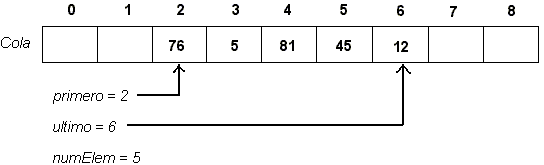 0 1 2 3 4 5 6 7 8
Cola 76 5 81 45 12
primero = 2
ultimo = 6
numElem = 5